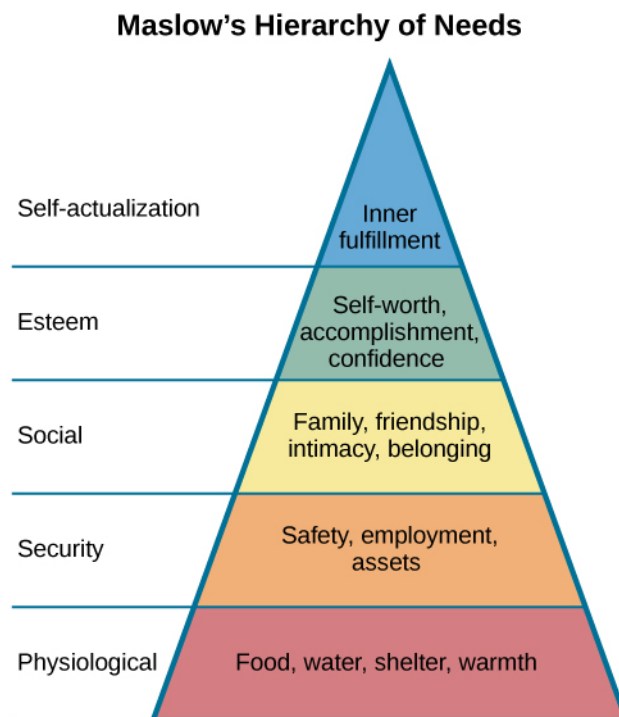 Maslow’s Hierarchy of Needs
Self-actualization
Inner
fulfillment
Esteem
Self-worth,
accomplishment,
confidence
Social
Family, friendship,
intimacy, belonging
Security
Safety, employment,
assets
Physiological
Food, water, shelter, warmth